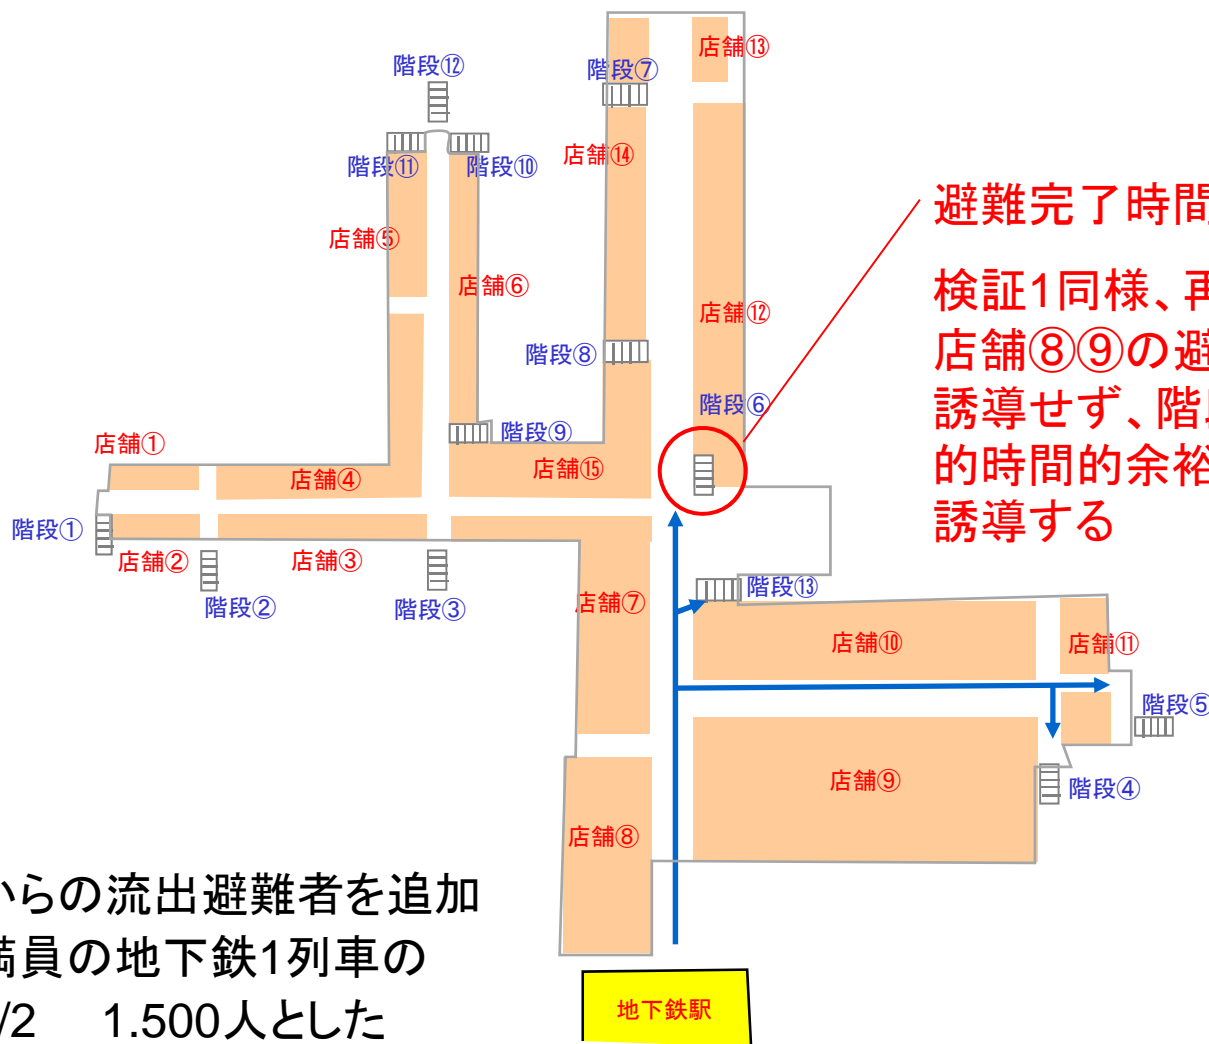 店舗⑬
階段⑫
階段⑦
店舗⑭
階段⑪
階段⑩
避難完了時間
店舗⑤
店舗⑥
検証1同様、再
店舗⑫
店舗⑧⑨の避
階段⑧
階段⑥
誘導せず、階段
階段⑨
店舗①
店舗⑮
的時間的余裕
店舗④
誘導する
階段①
店舗②
店舗③
階段②
階段③
店舗⑦
階段⑬
店舗⑩
店舗⑪
階段⑤
店舗⑨
階段④
店舗⑧
からの流出避難者を追加
満員の地下鉄1列車の
/2 1.500人とした
地下鉄駅